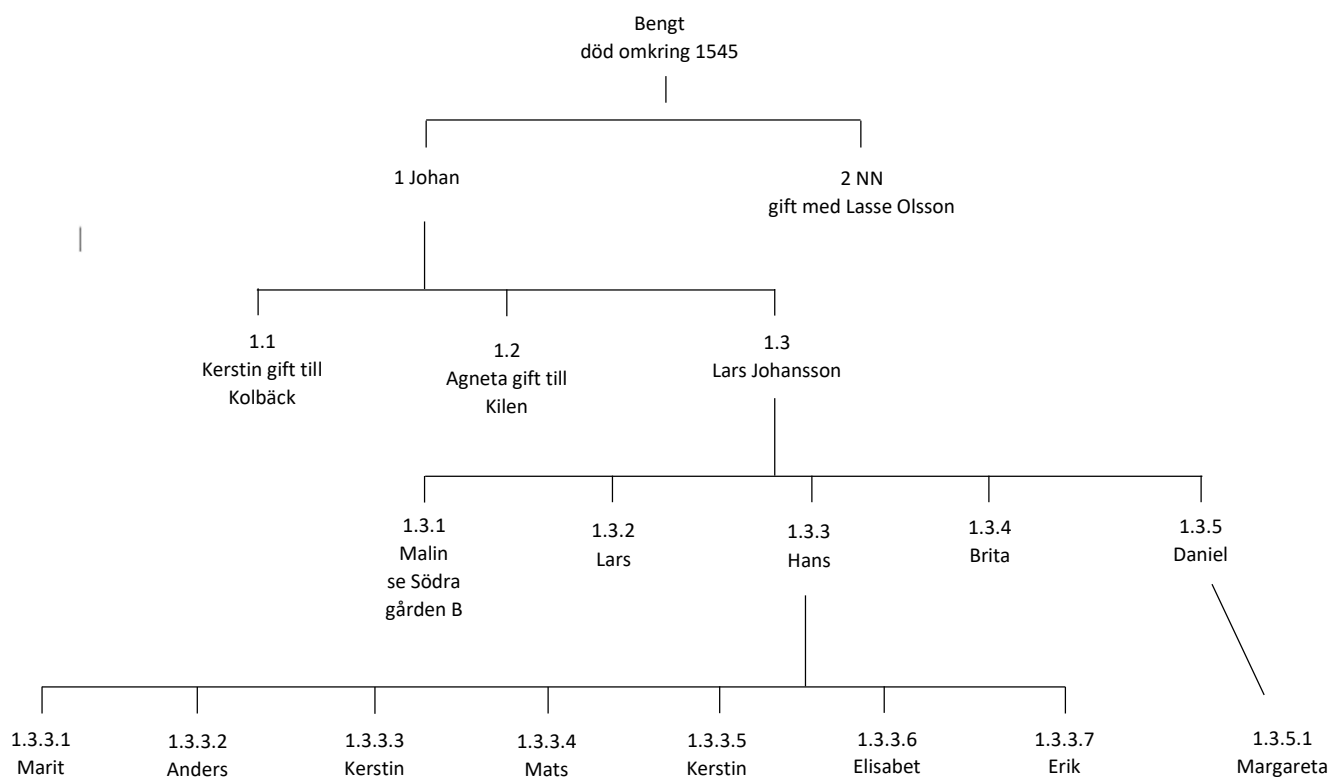 Bengt
död omkring 1545
1 Johan
2 NN
gift med Lasse Olsson
1.1
Kerstin gift till
Kolbäck
1.2
Agneta gift till
Kilen
1.3
Lars Johansson
1.3.1
Malin
se Södra
gården B
1.3.2
Lars
1.3.3
Hans
1.3.4
Brita
1.3.5
Daniel
1.3.3.1
Marit
1.3.3.2
Anders
1.3.3.3
Kerstin
1.3.3.4
Mats
1.3.3.5
Kerstin
1.3.3.6
Elisabet
1.3.3.7
Erik
1.3.5.1
Margareta